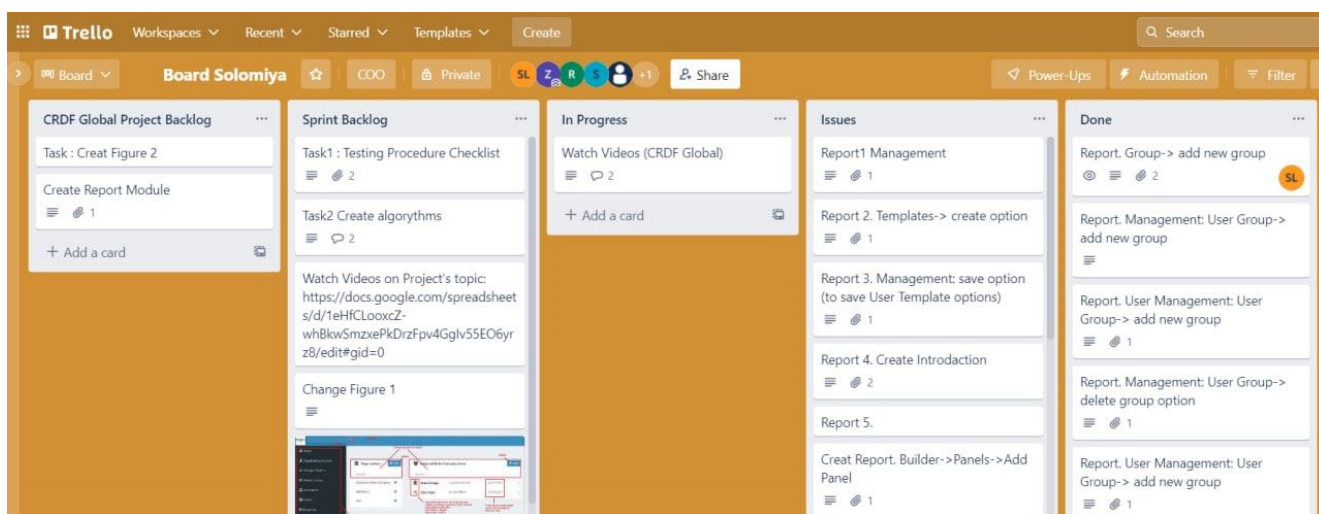 Trello Workspaces Recent Starred Templates Create Search
Board Board Solomiya COO Private SL Z R S +1 Share Power-Ups Automation Filter
CRDF Global Project Backlog
Task : Creat Figure 2
Create Report Module
1
+ Add a card
Sprint Backlog
Task1 : Testing Procedure Checklist
2
Task2 Create algorythms
2
Watch Videos on Project's topic:
https://docs.google.com/spreadsheet
s/d/1eHfCLooxcZ-
whBkwSmzxePkDrzFpv4GgIv55EO6yr
z8/edit#gid=0
Change Figure 1
In Progress
Watch Videos (CRDF Global)
2
+ Add a card
Issues
Report1 Management
1
Report 2. Templates-> create option
1
Report 3. Management: save option
(to save User Template options)
1
Report 4. Create Introdaction
2
Report 5.
Creat Report. Builder->Panels->Add
Panel
1
Done
Report. Group-> add new group
2 SL
Report. Management: User Group->
add new group
Report. User Management: User
Group-> add new group
1
Report. Management: User Group->
delete group option
1
Report. User Management: User
Group-> add new group
1